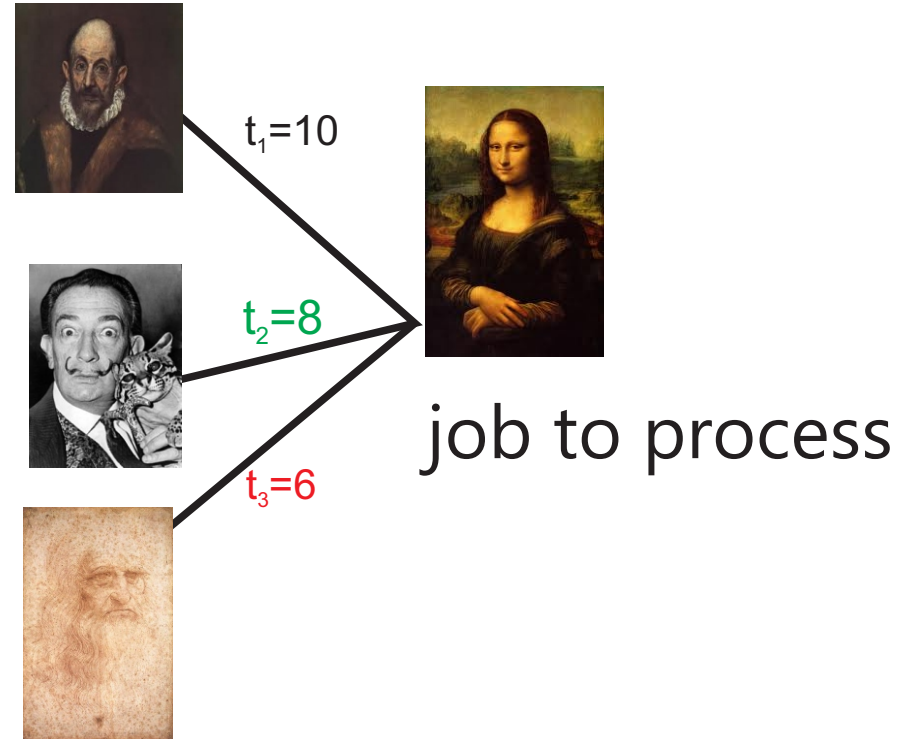 t₁=10
t₂=8
t₃=6
job to process